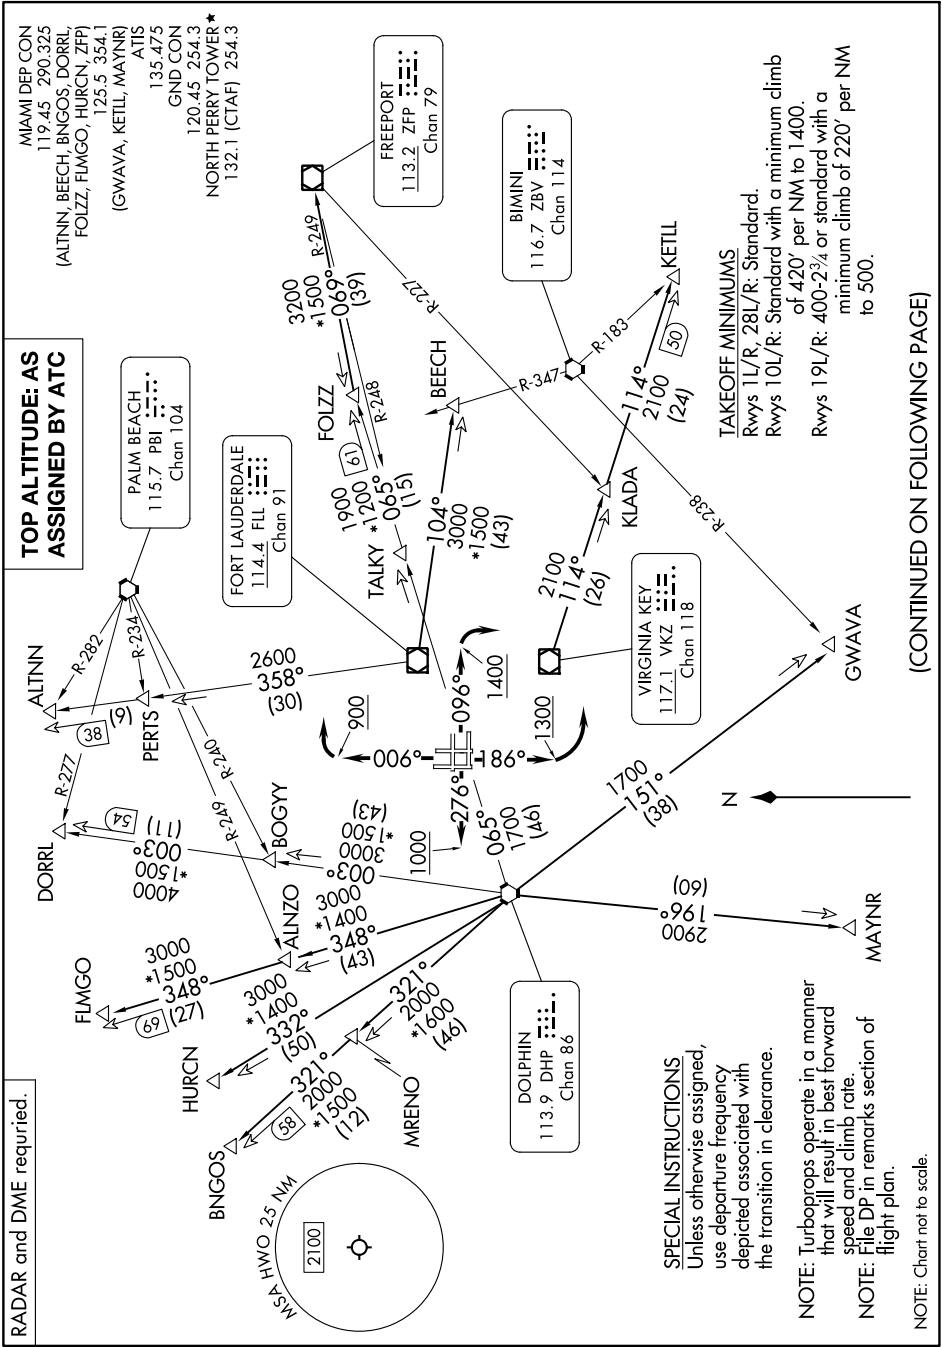 RADAR and DME requried.
TOP ALTITUDE: AS
ASSIGNED BY ATC
MIAMI DEP CON
119.45 290.325
(ALTNN, BEECH, BNGOS, DORRL,
FOLZZ, FLMGO, HURCN, ZFP)
125.5 354.1
(GWAVA, KETLL, MAYNR)
ATIS
135.475
GND CON
120.45 254.3
NORTH PERRY TOWER★
132.1 (CTAF) 254.3
PALM BEACH
115.7 PBI
Chan 104
FORT LAUDERDALE
114.4 FLL
Chan 91
FREEPORT
113.2 ZFP
Chan 79
BIMINI
116.7 ZBV
Chan 114
VIRGINIA KEY
117.1 VKZ
Chan 118
DOLPHIN
113.9 DHP
Chan 86
MSA HWO 25 NM
2100
BNGOS
58
321°
2000
*1500
(12)
MRENO
321°
2000
*1600
(46)
HURCN
3000
*1400
332°
(50)
FLMGO
69
3000
*1500
348°
(27)
ALNZO
3000
*1400
348°
(43)
DORRL
54
4000
*1500
003°
(11)
BOGYY
003°
3000
*1500
(43)
ALTNN
38
(9)
PERTS
2600
358°
(30)
R-282
R-234
R-277
R-240
R-249
TALKY
1900
*1200
065°
(15)
61
FOLZZ
R-248
3200
*1500
069°
(39)
R-249
R-227
BEECH
104°
3000
*1500
(43)
R-347
R-183
R-238
KETLL
50
114°
2100
(24)
KLADA
2100
114°
(26)
006°
900
096°
1400
186°
1300
276°
1000
065°
1700
(46)
GWAVA
1700
151°
(38)
MAYNR
2900
196°
(60)
N
TAKEOFF MINIMUMS
Rwys 1L/R, 28L/R: Standard.
Rwys 10L/R: Standard with a minimum climb
of 420' per NM to 1400.
Rwys 19L/R: 400-2¾ or standard with a
minimum climb of 220' per NM
to 500.
SPECIAL INSTRUCTIONS
Unless otherwise assigned,
use departure frequency
depicted associated with
the transition in clearance.
NOTE: Turboprops operate in a manner
that will result in best forward
speed and climb rate.
NOTE: File DP in remarks section of
flight plan.
NOTE: Chart not to scale.
(CONTINUED ON FOLLOWING PAGE)